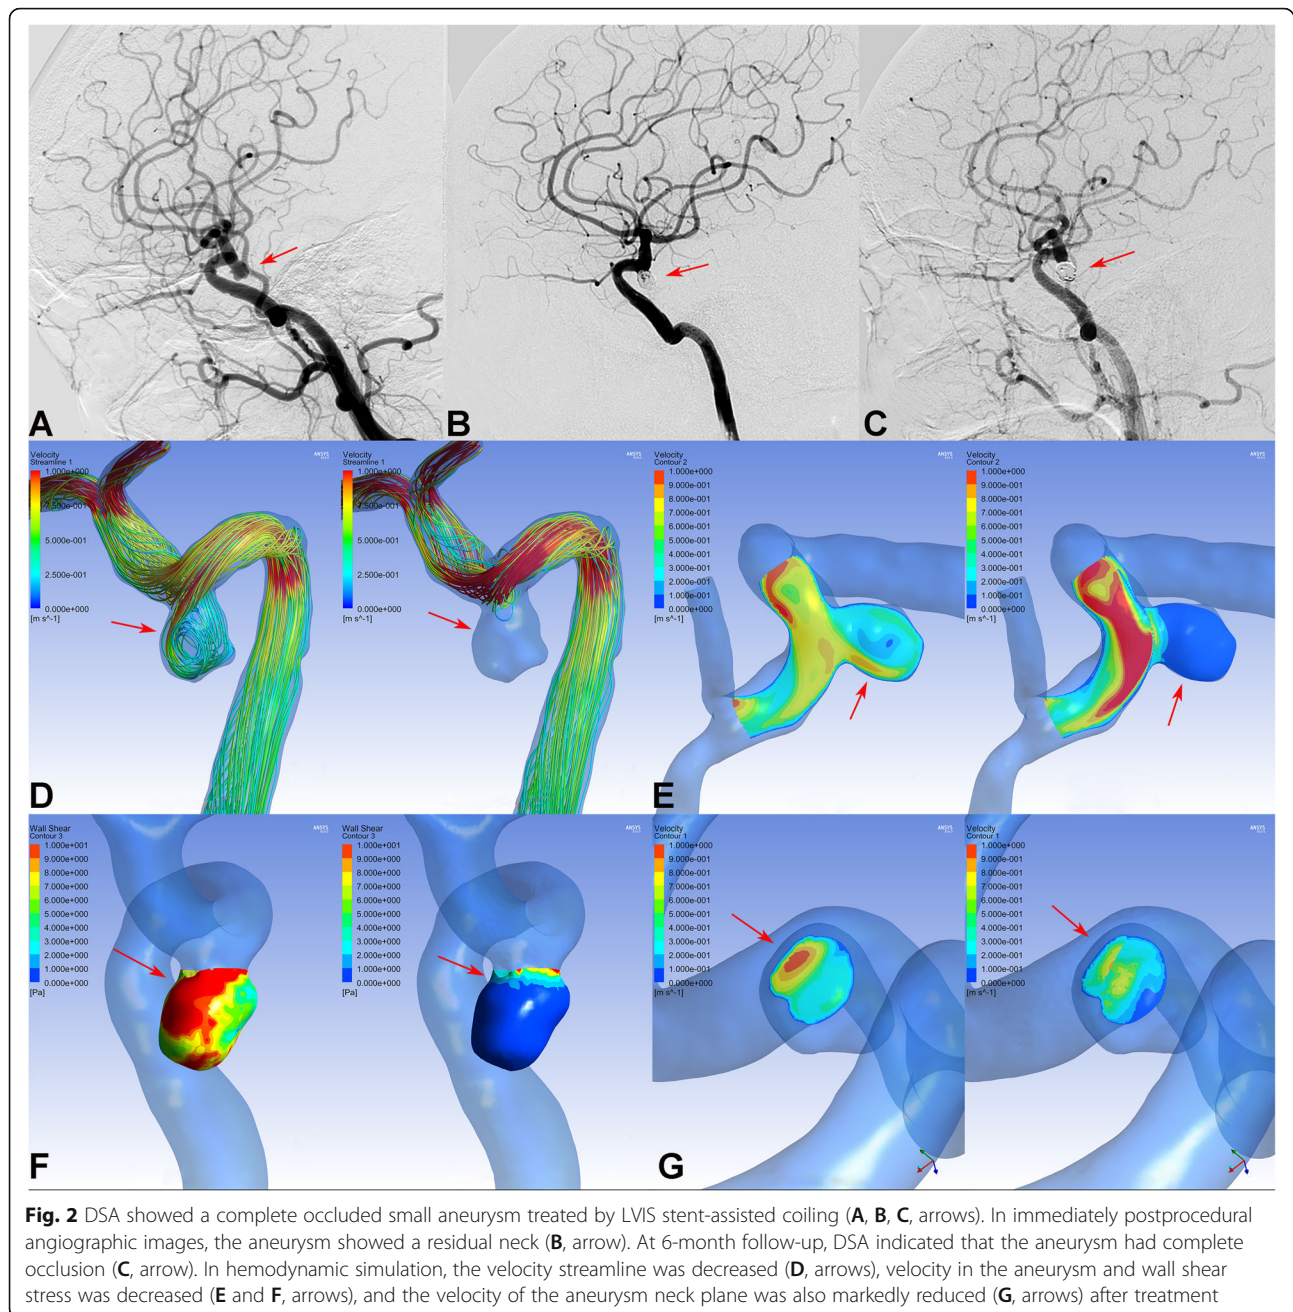 A
B
C
Velocity
Streamline 1
1.000e+000
7.500e-001
5.000e-001
2.500e-001
0.000e+000
[m s^-1]
ANSYS
D
Velocity
Streamline 1
1.000e+000
7.500e-001
5.000e-001
2.500e-001
0.000e+000
[m s^-1]
ANSYS
Velocity
Contour 2
1.000e+000
9.000e-001
8.000e-001
7.000e-001
6.000e-001
5.000e-001
4.000e-001
3.000e-001
2.000e-001
1.000e-001
0.000e+000
[m s^-1]
ANSYS
E
Velocity
Contour 2
1.000e+000
9.000e-001
8.000e-001
7.000e-001
6.000e-001
5.000e-001
4.000e-001
3.000e-001
2.000e-001
1.000e-001
0.000e+000
[m s^-1]
ANSYS
Wall Shear
Contour 3
1.000e+001
9.000e+000
8.000e+000
7.000e+000
6.000e+000
5.000e+000
4.000e+000
3.000e+000
2.000e+000
1.000e+000
0.000e+000
[Pa]
ANSYS
F
Wall Shear
Contour 3
1.000e+001
9.000e+000
8.000e+000
7.000e+000
6.000e+000
5.000e+000
4.000e+000
3.000e+000
2.000e+000
1.000e+000
0.000e+000
[Pa]
ANSYS
Velocity
Contour 1
1.000e+000
9.000e-001
8.000e-001
7.000e-001
6.000e-001
5.000e-001
4.000e-001
3.000e-001
2.000e-001
1.000e-001
0.000e+000
[m s^-1]
ANSYS
G
Velocity
Contour 1
1.000e+000
9.000e-001
8.000e-001
7.000e-001
6.000e-001
5.000e-001
4.000e-001
3.000e-001
2.000e-001
1.000e-001
0.000e+000
[m s^-1]
ANSYS
Fig. 2 DSA showed a complete occluded small aneurysm treated by LVIS stent-assisted coiling (A, B, C, arrows). In immediately postprocedural
angiographic images, the aneurysm showed a residual neck (B, arrow). At 6-month follow-up, DSA indicated that the aneurysm had complete
occlusion (C, arrow). In hemodynamic simulation, the velocity streamline was decreased (D, arrows), velocity in the aneurysm and wall shear
stress was decreased (E and F, arrows), and the velocity of the aneurysm neck plane was also markedly reduced (G, arrows) after treatment